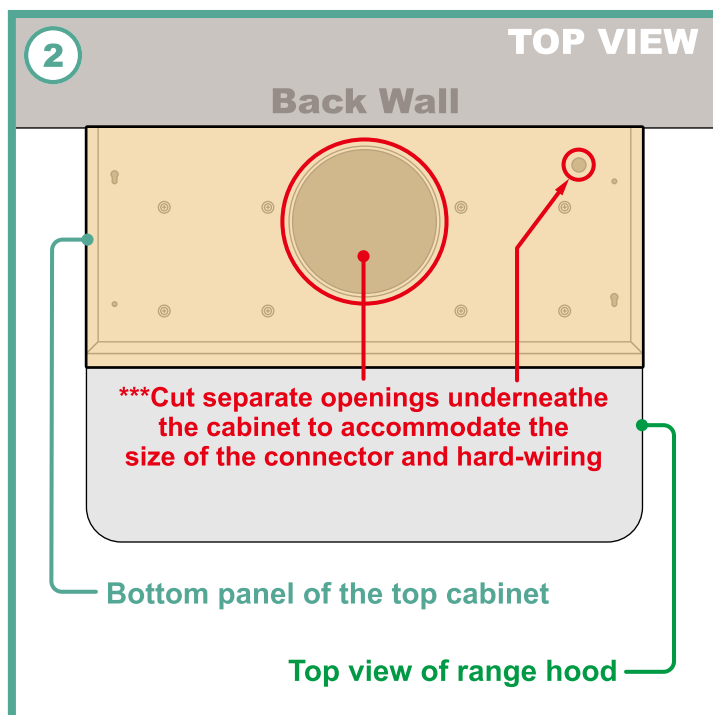 2
TOP VIEW
Back Wall
***Cut separate openings underneathe
the cabinet to accommodate the
size of the connector and hard-wiring
Bottom panel of the top cabinet
Top view of range hood